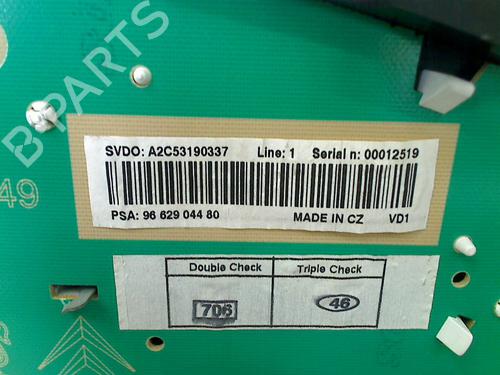 B PARTS
SVDO: A2C53190337 Line: 1 Serial n: 00012519
PSA: 96 629 044 80 MADE IN CZ VD1
49
Double Check Triple Check
706 46